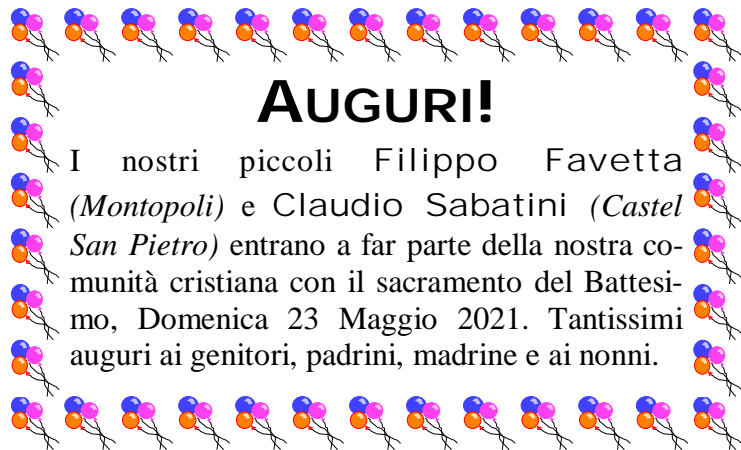 AUGURI!
I nostri piccoli Filippo Favetta
(Montopoli) e Claudio Sabatini (Castel
San Pietro) entrano a far parte della nostra co-
munità cristiana con il sacramento del Battesi-
mo, Domenica 23 Maggio 2021. Tantissimi
auguri ai genitori, padrini, madrine e ai nonni.